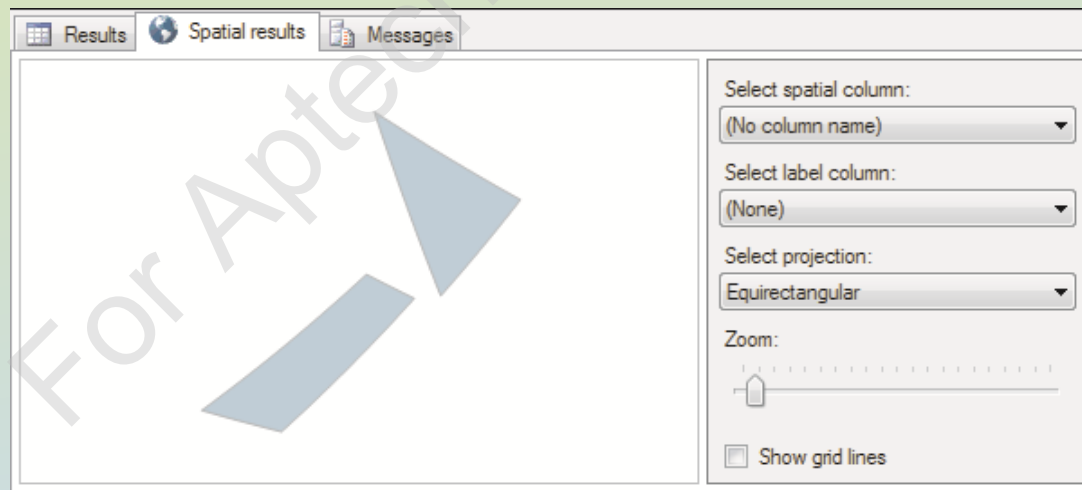 Results Spatial results Messages
Select spatial column:
(No column name)
Select label column:
(None)
Select projection:
Equirectangular
Zoom:
Show grid lines
For Aptech